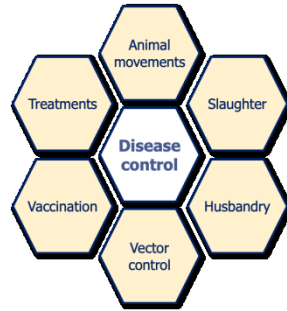 Animal
movements
Treatments
Slaughter
Disease
control
Vaccination
Husbandry
Vector
control